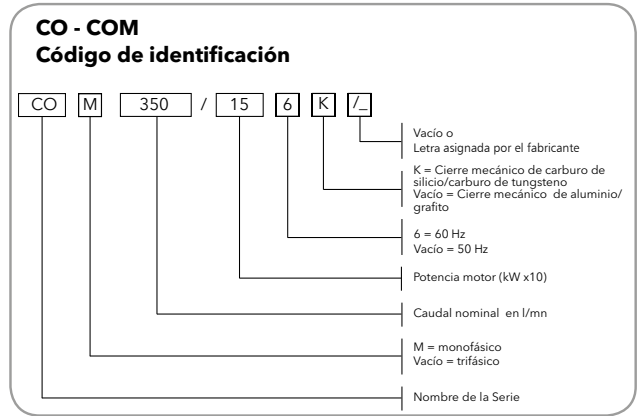 CO - COM
Código de identificación
CO M 350 / 15 6 K /_
Vacío o
Letra asignada por el fabricante
K = Cierre mecánico de carburo de
silicio/carburo de tungsteno
Vacío = Cierre mecánico de aluminio/
grafito
6 = 60 Hz
Vacío = 50 Hz
Potencia motor (kW x10)
Caudal nominal en l/mn
M = monofásico
Vacío = trifásico
Nombre de la Serie